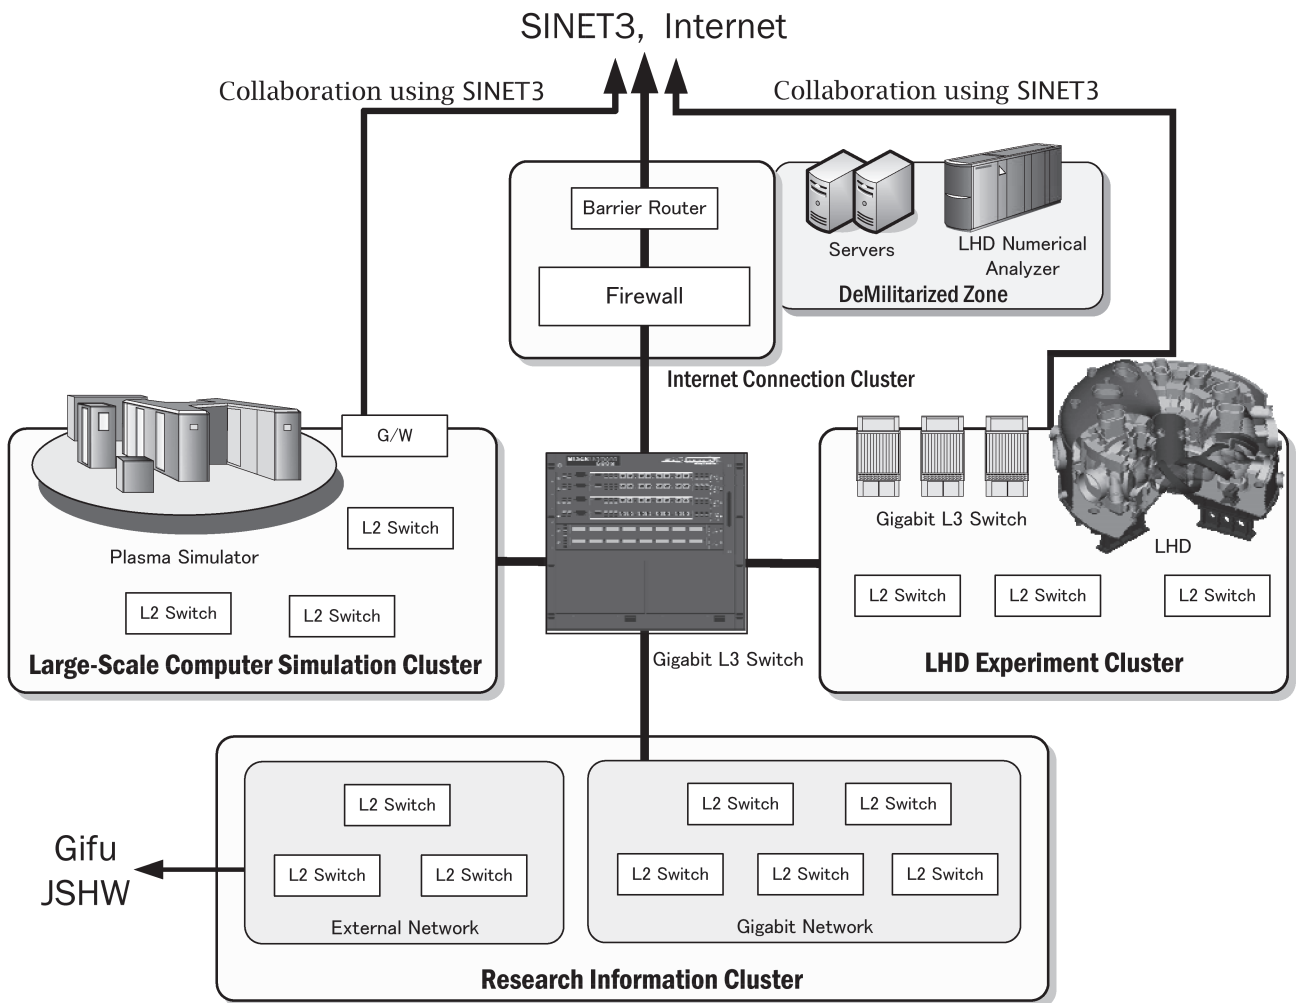 SINET3, Internet
Collaboration using SINET3
Collaboration using SINET3
Barrier Router
Firewall
Servers
LHD Numerical
Analyzer
DeMilitarized Zone
Internet Connection Cluster
G/W
L2 Switch
Plasma Simulator
L2 Switch
L2 Switch
Large-Scale Computer Simulation Cluster
Gigabit L3 Switch
Gigabit L3 Switch
LHD
L2 Switch
L2 Switch
L2 Switch
LHD Experiment Cluster
L2 Switch
L2 Switch
L2 Switch
External Network
L2 Switch
L2 Switch
L2 Switch
L2 Switch
L2 Switch
Gigabit Network
Gifu
JSHW
Research Information Cluster